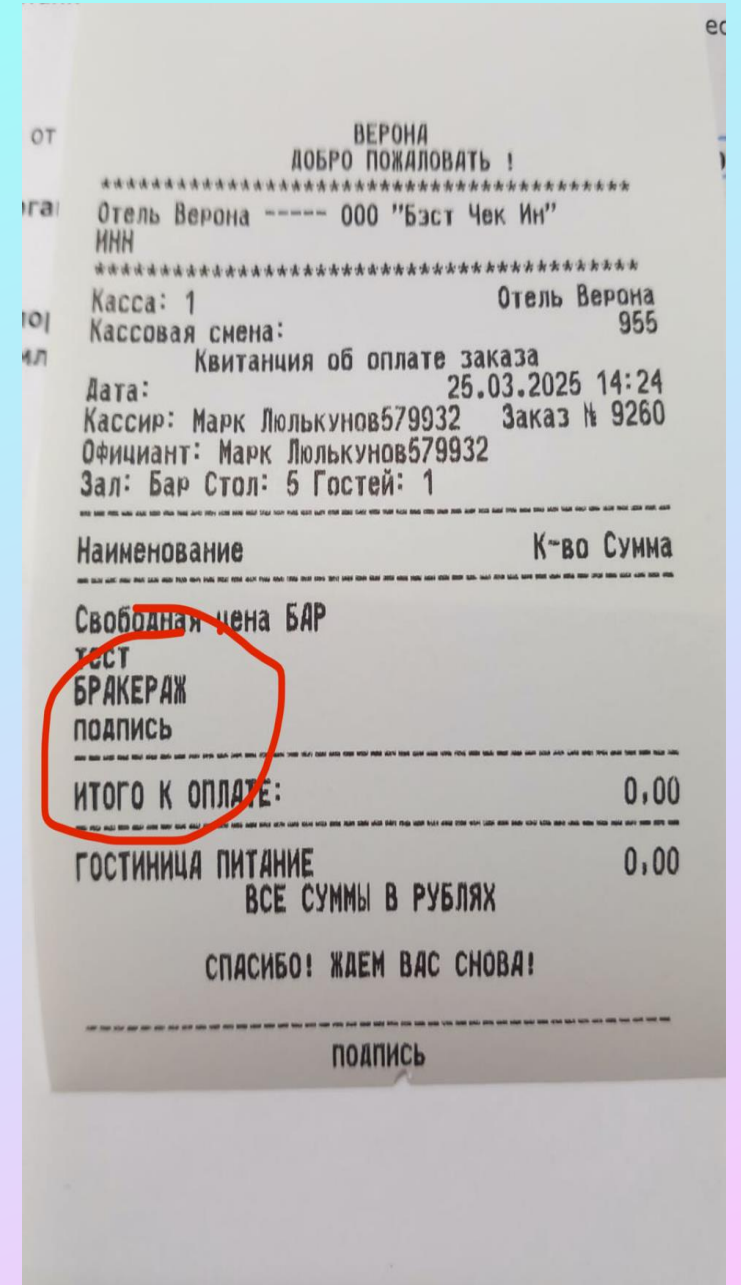 ес
от
ВЕРОНА
ДОБРО ПОЖАЛОВАТЬ !
*****************************************
Отель Верона ----- ООО "Бэст Чек Ин"
ИНН
*****************************************
Касса: 1 Отель Верона
Кассовая смена: 955
Квитанция об оплате заказа
Дата: 25.03.2025 14:24
Кассир: Марк Люлькунов579932 Заказ № 9260
Официант: Марк Люлькунов579932
Зал: Бар Стол: 5 Гостей: 1
Наименование К-во Сумма
Свободная цена БАР
тест
БРАКЕРАЖ
подпись
ИТОГО К ОПЛАТЕ: 0,00
ГОСТИНИЦА ПИТАНИЕ 0,00
ВСЕ СУММЫ В РУБЛЯХ
СПАСИБО! ЖДЕМ ВАС СНОВА!
подпись